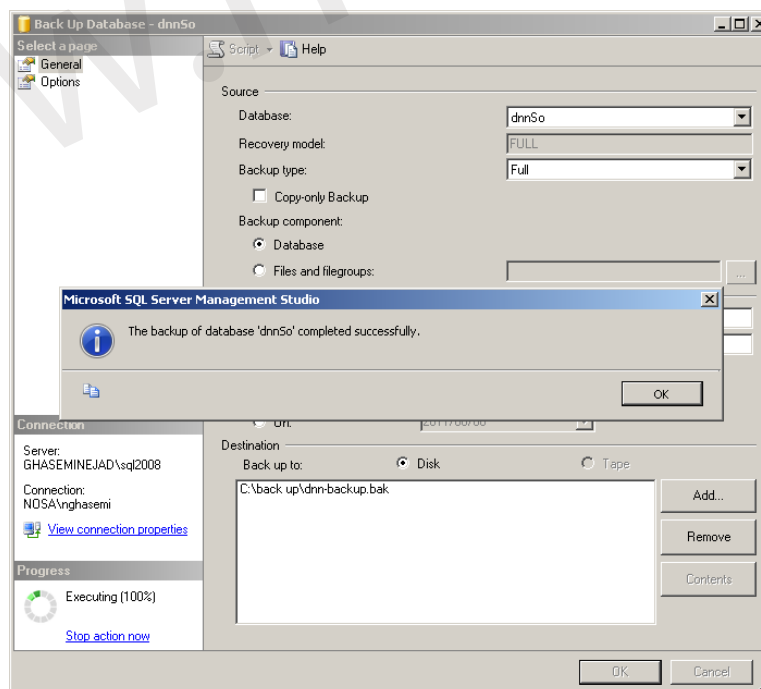 Back Up Database - dnnSo
Select a page
General
Options
Script
Help
Source
Database:
dnnSo
Recovery model:
FULL
Backup type:
Full
Copy-only Backup
Backup component:
Database
Files and filegroups:
...
Microsoft SQL Server Management Studio
The backup of database 'dnnSo' completed successfully.
OK
Connection
Server:
GHASEMINEJAD\sql2008
Connection:
NOSA\nghasemi
View connection properties
Progress
Executing (100%)
Stop action now
On:
Destination
Back up to:
Disk
Tape
C:\back up\dnn-backup.bak
Add...
Remove
Contents
OK
Cancel